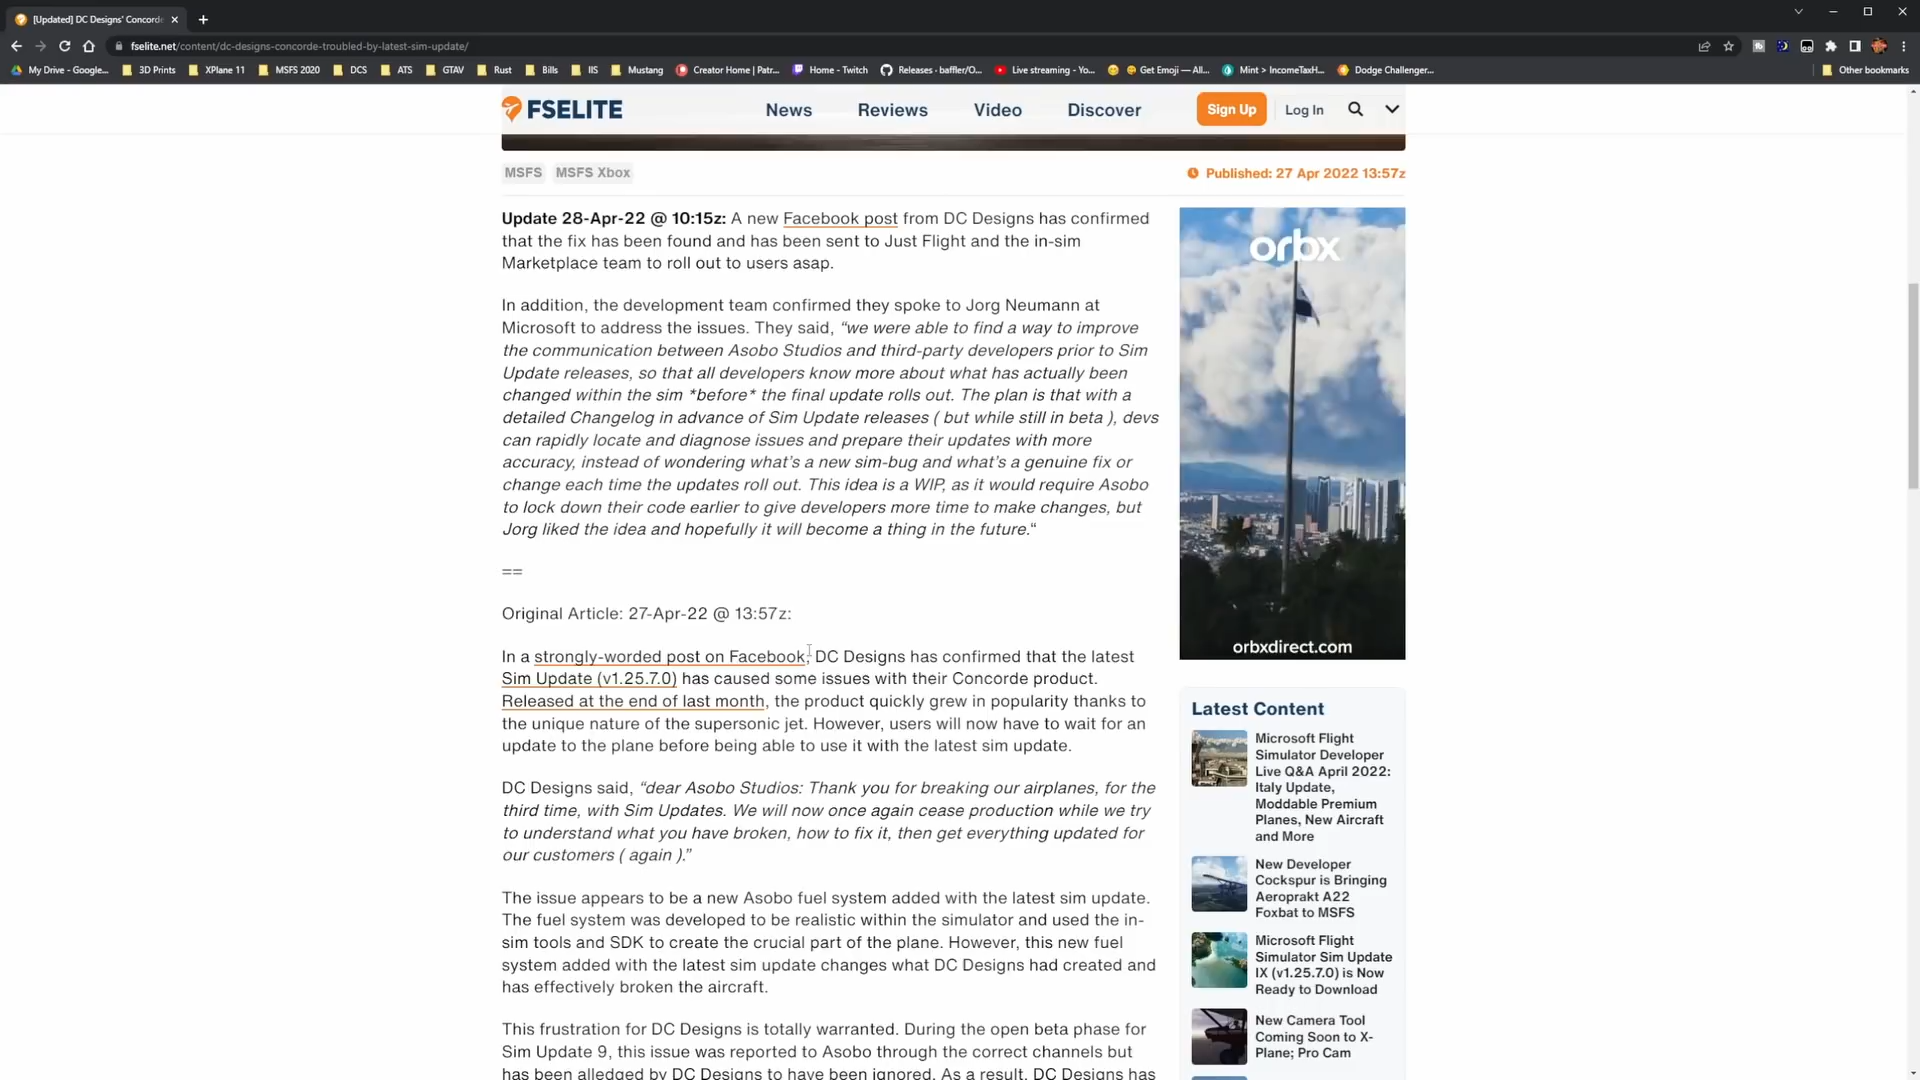 [Updated] DC Designs' Concorde
fselite.net/content/dc-designs-concorde-troubled-by-latest-sim-update/
My Drive - Google...
3D Prints
XPlane 11
MSFS 2020
DCS
ATS
GTAV
Rust
Bills
IIS
Mustang
Creator Home | Patr...
Home - Twitch
Releases · baffler/O...
Live streaming - Yo...
Get Emoji — All...
Mint > IncomeTaxH...
Dodge Challenger...
Other bookmarks
FSELITE
News
Reviews
Video
Discover
Sign Up
Log In
MSFS
MSFS Xbox
Published: 27 Apr 2022 13:57z
Update 28-Apr-22 @ 10:15z: A new Facebook post from DC Designs has confirmed
that the fix has been found and has been sent to Just Flight and the in-sim
Marketplace team to roll out to users asap.
In addition, the development team confirmed they spoke to Jorg Neumann at
Microsoft to address the issues. They said, “we were able to find a way to improve
the communication between Asobo Studios and third-party developers prior to Sim
Update releases, so that all developers know more about what has actually been
changed within the sim *before* the final update rolls out. The plan is that with a
detailed Changelog in advance of Sim Update releases ( but while still in beta ), devs
can rapidly locate and diagnose issues and prepare their updates with more
accuracy, instead of wondering what’s a new sim-bug and what’s a genuine fix or
change each time the updates roll out. This idea is a WIP, as it would require Asobo
to lock down their code earlier to give developers more time to make changes, but
Jorg liked the idea and hopefully it will become a thing in the future.“
==
Original Article: 27-Apr-22 @ 13:57z:
In a strongly-worded post on Facebook, DC Designs has confirmed that the latest
Sim Update (v1.25.7.0) has caused some issues with their Concorde product.
Released at the end of last month, the product quickly grew in popularity thanks to
the unique nature of the supersonic jet. However, users will now have to wait for an
update to the plane before being able to use it with the latest sim update.
DC Designs said, “dear Asobo Studios: Thank you for breaking our airplanes, for the
third time, with Sim Updates. We will now once again cease production while we try
to understand what you have broken, how to fix it, then get everything updated for
our customers ( again ).”
The issue appears to be a new Asobo fuel system added with the latest sim update.
The fuel system was developed to be realistic within the simulator and used the in-
sim tools and SDK to create the crucial part of the plane. However, this new fuel
system added with the latest sim update changes what DC Designs had created and
has effectively broken the aircraft.
This frustration for DC Designs is totally warranted. During the open beta phase for
Sim Update 9, this issue was reported to Asobo through the correct channels but
has been alledged by DC Designs to have been ignored. As a result, DC Designs has
orbx
orbxdirect.com
Latest Content
Microsoft Flight
Simulator Developer
Live Q&A April 2022:
Italy Update,
Moddable Premium
Planes, New Aircraft
and More
New Developer
Cockspur is Bringing
Aeroprakt A22
Foxbat to MSFS
Microsoft Flight
Simulator Sim Update
IX (v1.25.7.0) is Now
Ready to Download
New Camera Tool
Coming Soon to X-
Plane; Pro Cam